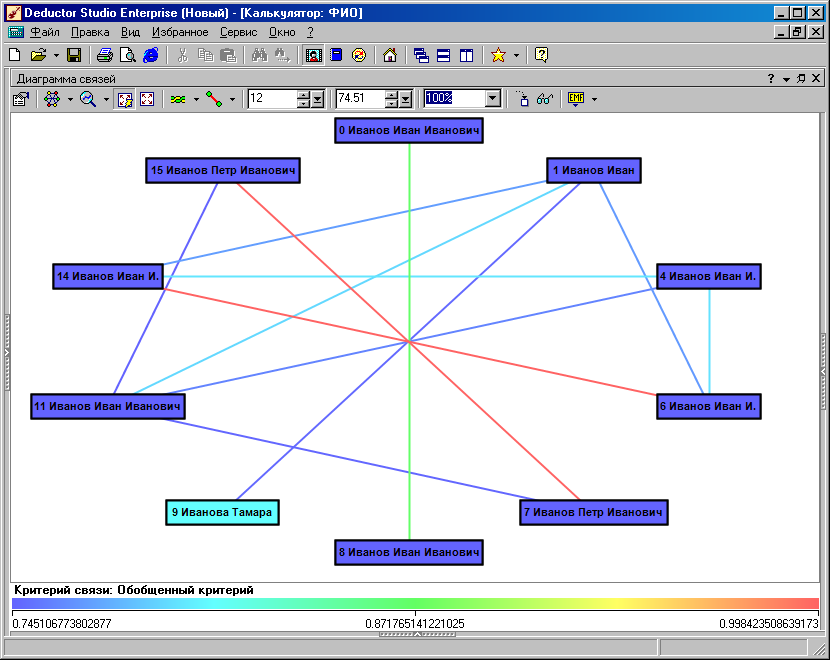 Deductor Studio Enterprise (Новый) - [Калькулятор: ФИО]
Файл Правка Вид Избранное Сервис Окно ?
Диаграмма связей
12 74.51 100% EMF
0 Иванов Иван Иванович
15 Иванов Петр Иванович
1 Иванов Иван
14 Иванов Иван И.
4 Иванов Иван И.
11 Иванов Иван Иванович
6 Иванов Иван И.
9 Иванова Тамара
7 Иванов Петр Иванович
8 Иванов Иван Иванович
Критерий связи: Обобщенный критерий
0.745106773802877 0.871765141221025 0.998423508639173